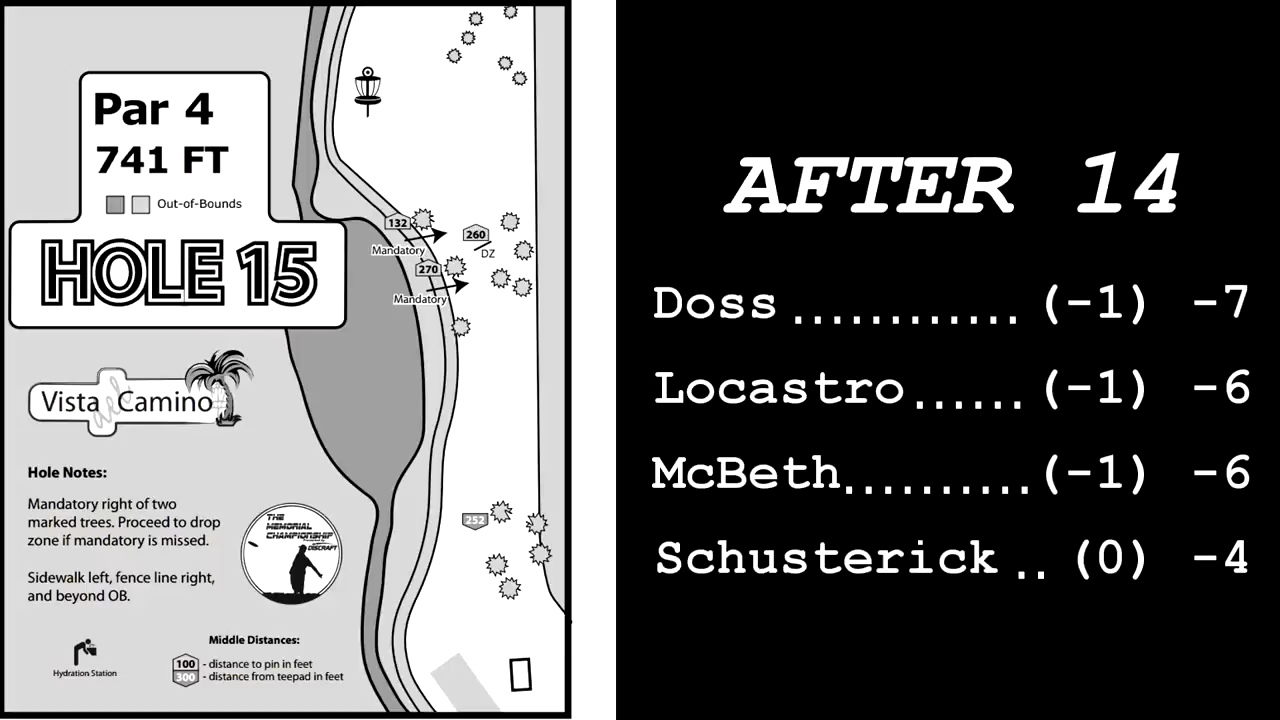 Par 4
741 FT
Out-of-Bounds
HOLE 15
132
Mandatory
260
DZ
270
Mandatory
Vista del Camino
Hole Notes:
Mandatory right of two
marked trees. Proceed to drop
zone if mandatory is missed.
Sidewalk left, fence line right,
and beyond OB.
THE
MEMORIAL
CHAMPIONSHIP
Presented by
DISCRAFT
252
Hydration Station
Middle Distances:
100 - distance to pin in feet
300 - distance from teepad in feet
AFTER 14
Doss ............ (-1) -7
Locastro ...... (-1) -6
McBeth.......... (-1) -6
Schusterick .. (0) -4